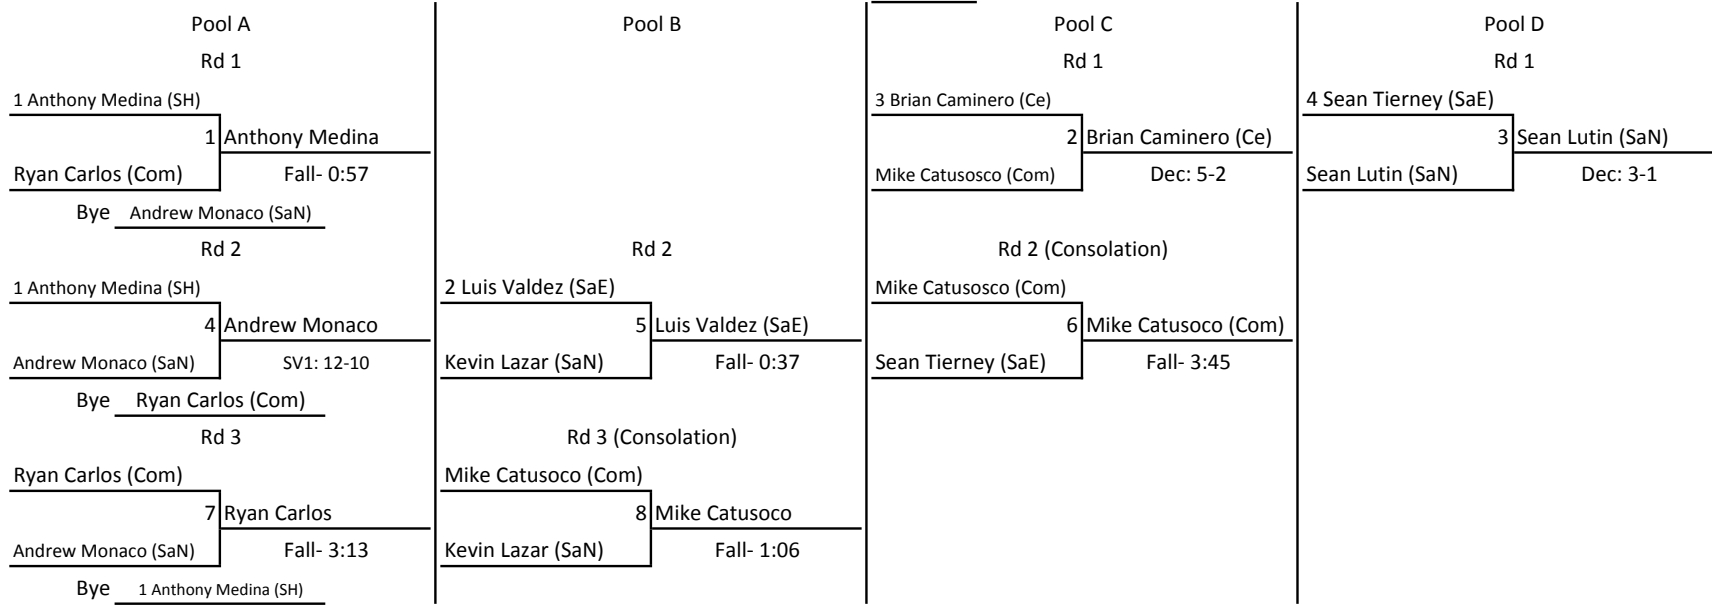 Pool A
Rd 1
1 Anthony Medina (SH)
1 Anthony Medina
Ryan Carlos (Com) Fall- 0:57
Bye Andrew Monaco (SaN)
Rd 2
1 Anthony Medina (SH)
4 Andrew Monaco
Andrew Monaco (SaN) SV1: 12-10
Bye Ryan Carlos (Com)
Rd 3
Ryan Carlos (Com)
7 Ryan Carlos
Andrew Monaco (SaN) Fall- 3:13
Bye 1 Anthony Medina (SH)
Pool B
Rd 2
2 Luis Valdez (SaE)
5 Luis Valdez (SaE)
Kevin Lazar (SaN) Fall- 0:37
Rd 3 (Consolation)
Mike Catusoco (Com)
8 Mike Catusoco
Kevin Lazar (SaN) Fall- 1:06
Pool C
Rd 1
3 Brian Caminero (Ce)
2 Brian Caminero (Ce)
Mike Catusosco (Com) Dec: 5-2
Rd 2 (Consolation)
Mike Catusosco (Com)
6 Mike Catusoco (Com)
Sean Tierney (SaE) Fall- 3:45
Pool D
Rd 1
4 Sean Tierney (SaE)
3 Sean Lutin (SaN)
Sean Lutin (SaN) Dec: 3-1